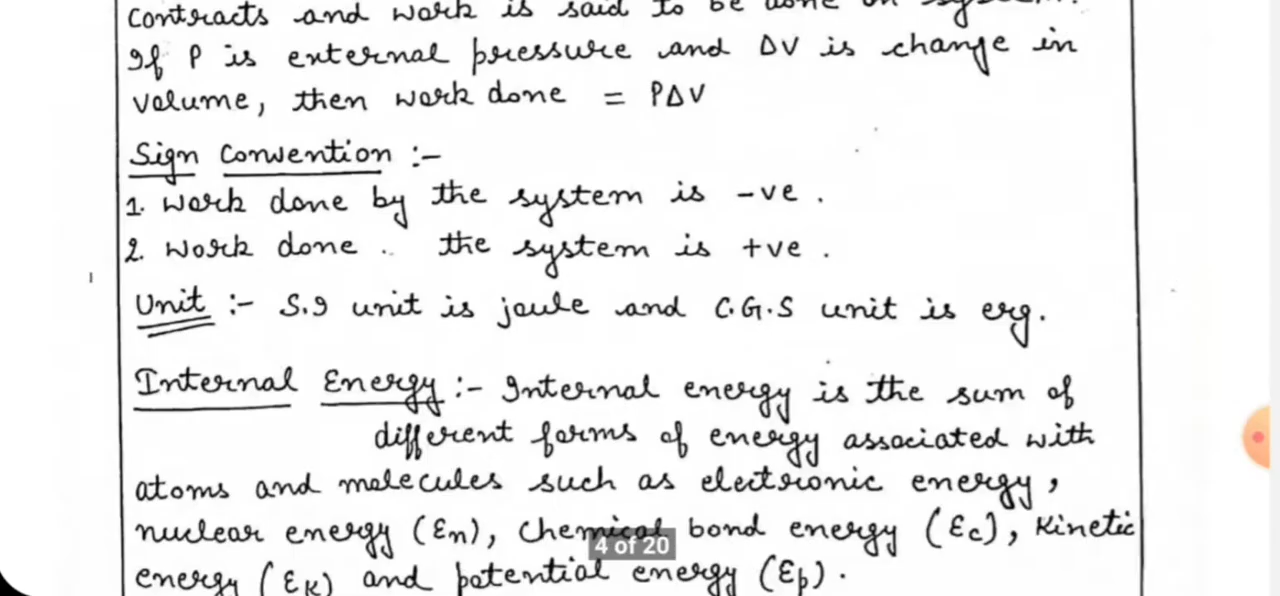 contracts and work is said to be done on system.
If P is external pressure and ΔV is change in
volume, then work done = PΔV
Sign Convention :-
1. Work done by the system is -ve .
2. Work done .. the system is +ve .
Unit :- S.I unit is joule and C.G.S unit is erg.
Internal Energy :- Internal energy is the sum of
different forms of energy associated with
atoms and molecules such as electronic energy,
nuclear energy (En), Chemical bond energy (Ec), Kinetic
4 of 20
energy (EK) and potential energy (Ep) .